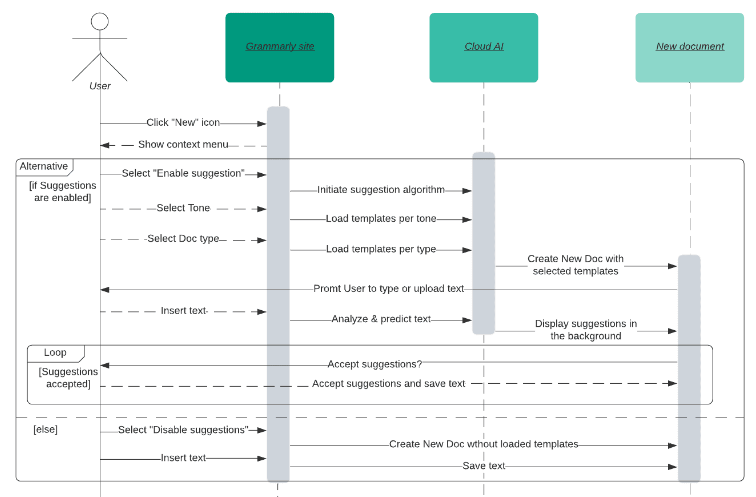 Grammarly site
Cloud AI
New document
User
Click "New" icon
Show context menu
Alternative
[if Suggestions
are enabled]
Select "Enable suggestion"
Initiate suggestion algorithm
Select Tone
Load templates per tone
Select Doc type
Load templates per type
Create New Doc with
selected templates
Promt User to type or upload text
Insert text
Analyze & predict text
Display suggestions in
the background
Loop
[Suggestions
accepted]
Accept suggestions?
Accept suggestions and save text
[else]
Select "Disable suggestions"
Create New Doc wthout loaded templates
Insert text
Save text